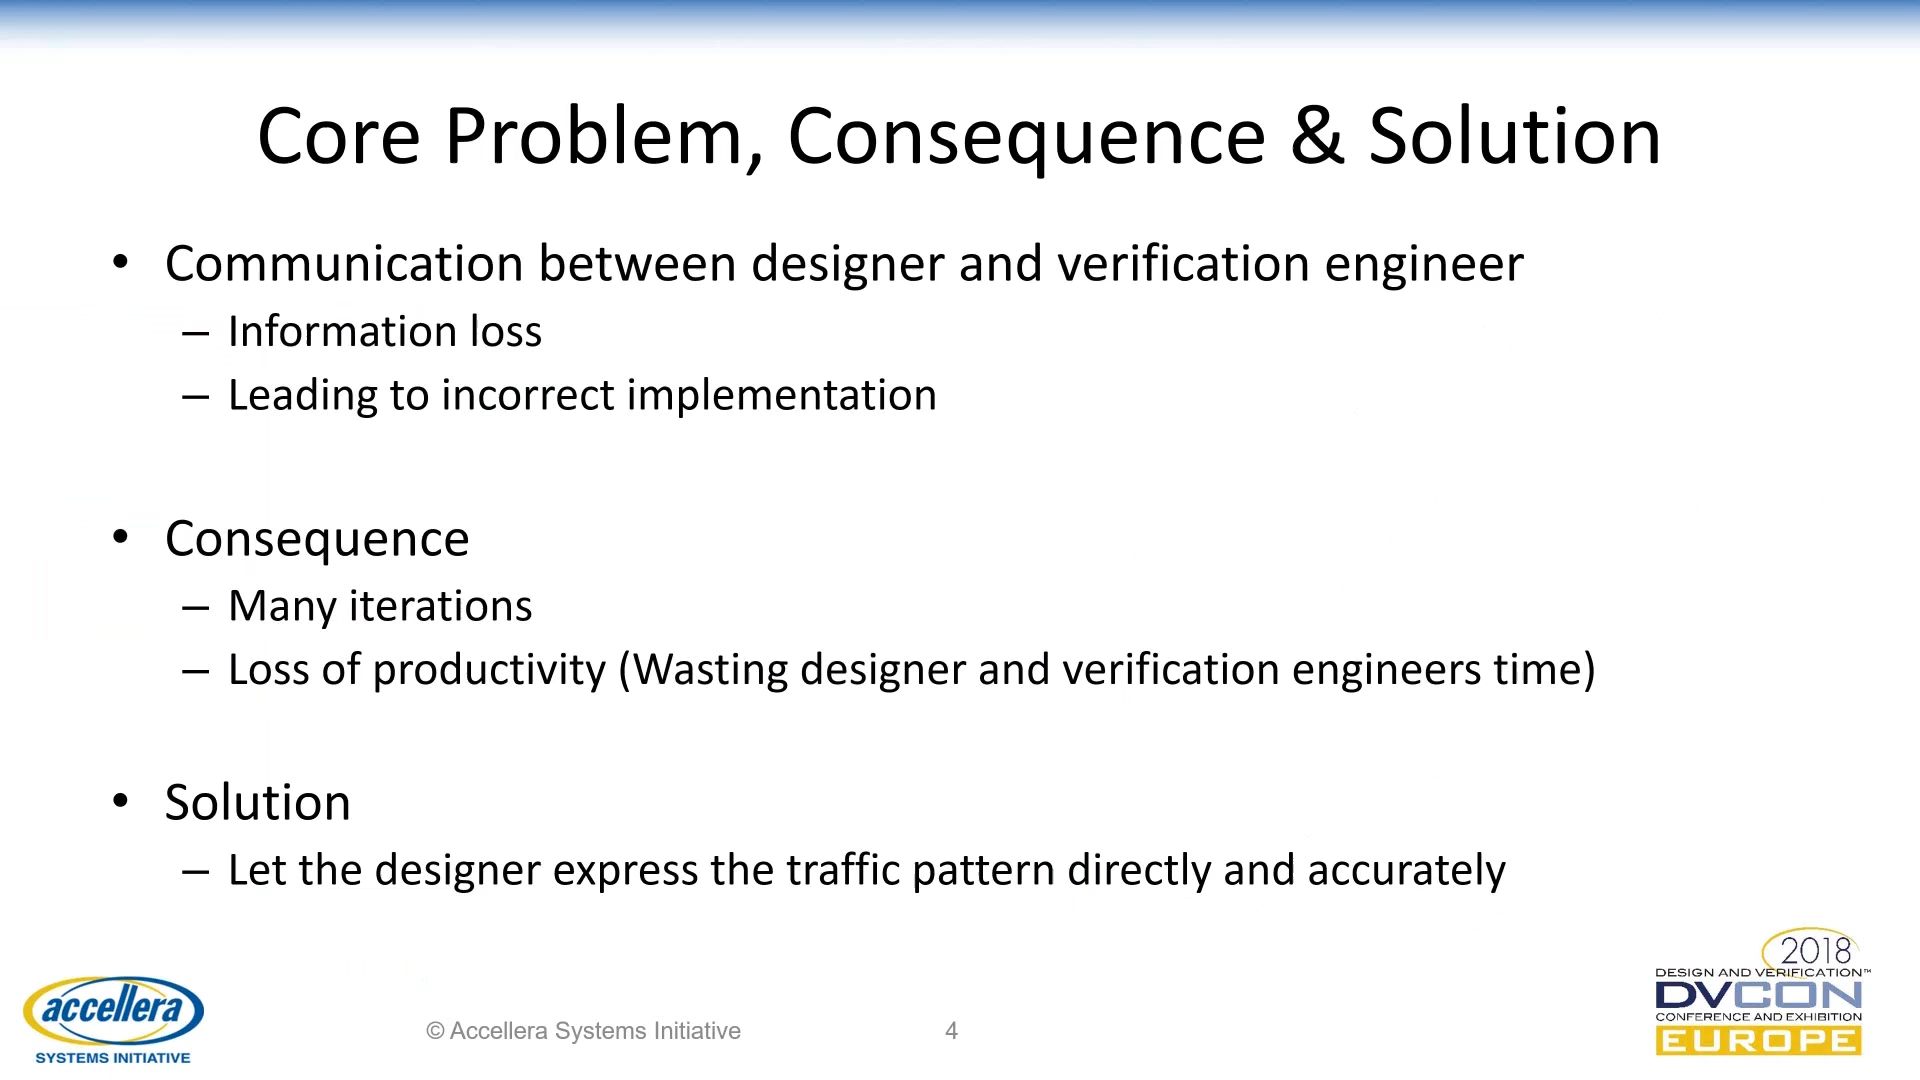 Core Problem, Consequence & Solution
• Communication between designer and verification engineer
– Information loss
– Leading to incorrect implementation
• Consequence
– Many iterations
– Loss of productivity (Wasting designer and verification engineers time)
• Solution
– Let the designer express the traffic pattern directly and accurately
accellera
SYSTEMS INITIATIVE
© Accellera Systems Initiative
4
2018
DESIGN AND VERIFICATION™
DVCON
CONFERENCE AND EXHIBITION
EUROPE